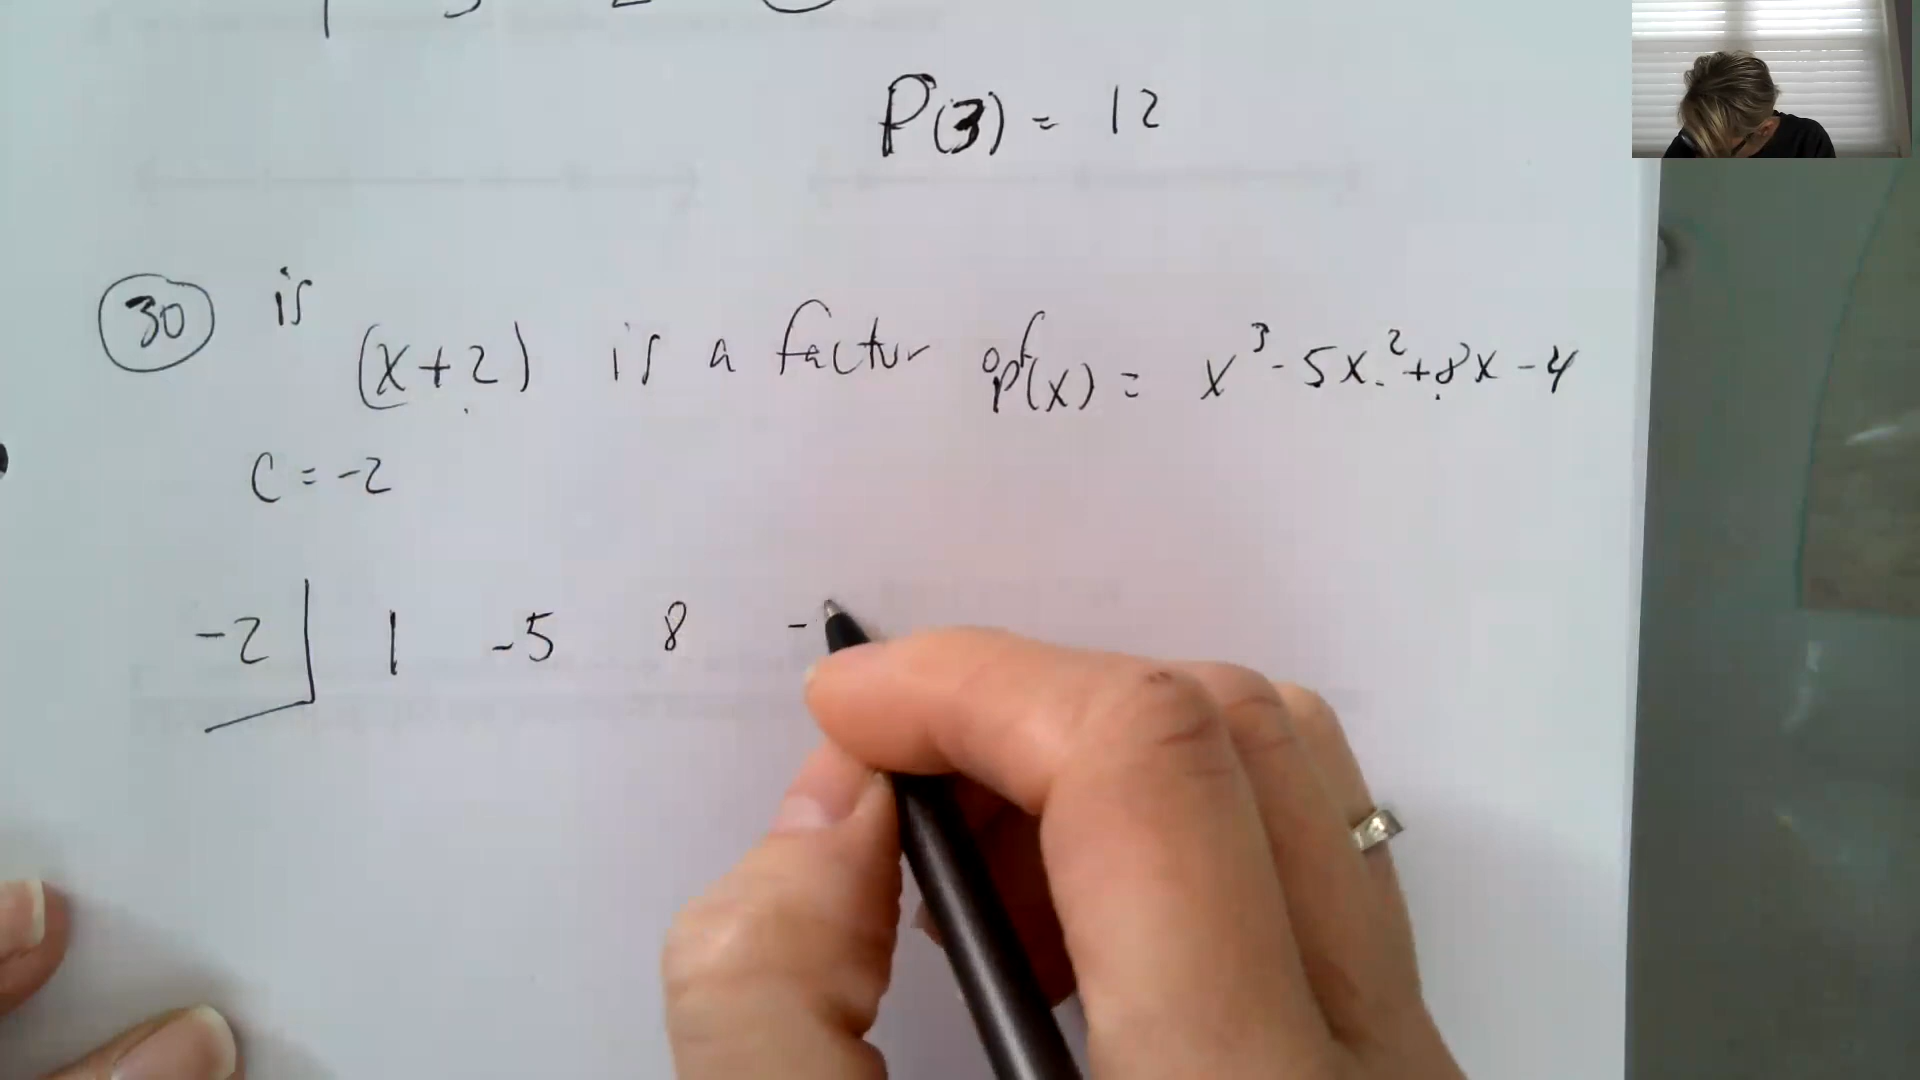 P(3) = 12
30 is
(x+2) is a factor of p(x) = x³-5x²+8x-4
C = -2
-2 1 -5 8 -